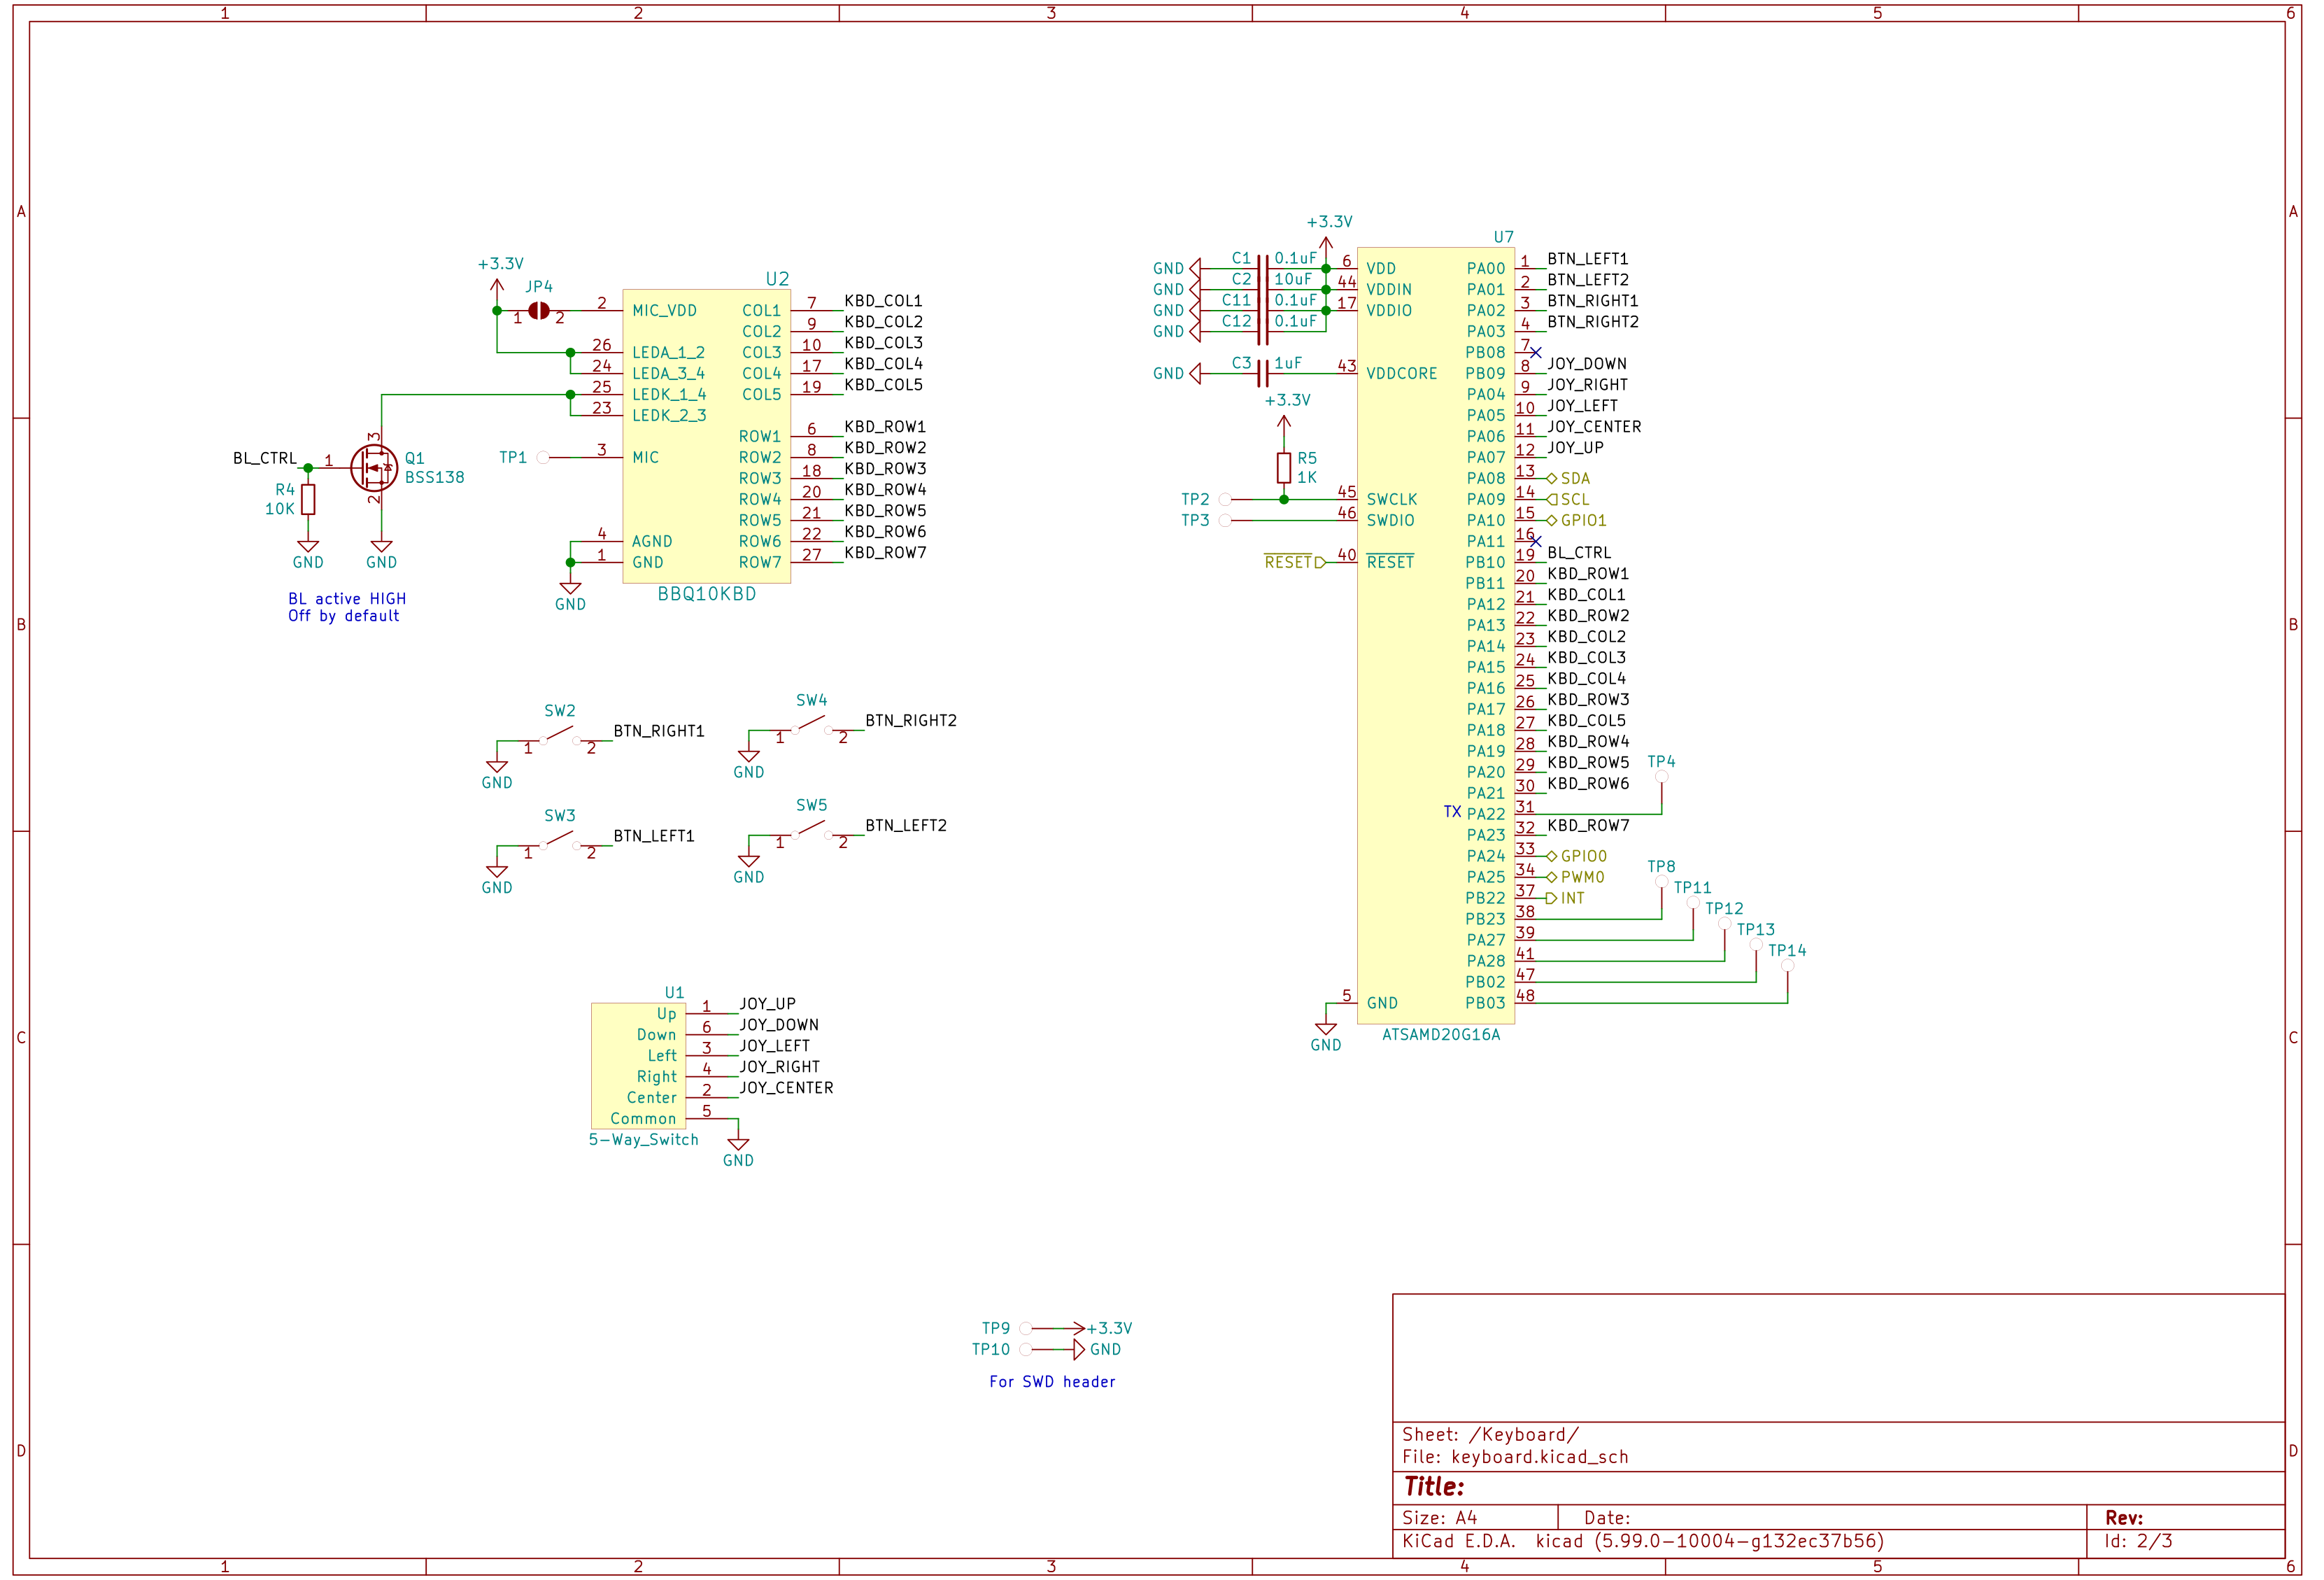 1 2 3 4 5 6
A A
B B
C C
D D
+3.3V
JP4
1 2
U2
2 MIC_VDD
26 LEDA_1_2
24 LEDA_3_4
25 LEDK_1_4
23 LEDK_2_3
TP1 3 MIC
4 AGND
1 GND
GND
COL1 7 KBD_COL1
COL2 9 KBD_COL2
COL3 10 KBD_COL3
COL4 17 KBD_COL4
COL5 19 KBD_COL5
ROW1 6 KBD_ROW1
ROW2 8 KBD_ROW2
ROW3 18 KBD_ROW3
ROW4 20 KBD_ROW4
ROW5 21 KBD_ROW5
ROW6 22 KBD_ROW6
ROW7 27 KBD_ROW7
BBQ10KBD
BL_CTRL 1
3
2
Q1
BSS138
R4
10K
GND GND
BL active HIGH
Off by default
SW2
1 2 BTN_RIGHT1
GND
SW4
1 2 BTN_RIGHT2
GND
SW3
1 2 BTN_LEFT1
GND
SW5
1 2 BTN_LEFT2
GND
U1
Up 1 JOY_UP
Down 6 JOY_DOWN
Left 3 JOY_LEFT
Right 4 JOY_RIGHT
Center 2 JOY_CENTER
Common 5
5-Way_Switch
GND
+3.3V
U7
GND C1 0.1uF 6 VDD
GND C2 10uF 44 VDDIN
GND C11 0.1uF 17 VDDIO
GND C12 0.1uF
GND C3 1uF 43 VDDCORE
+3.3V
R5
1K
TP2 45 SWCLK
TP3 46 SWDIO
RESET 40 RESET
5 GND
GND
PA00 1 BTN_LEFT1
PA01 2 BTN_LEFT2
PA02 3 BTN_RIGHT1
PA03 4 BTN_RIGHT2
PB08 7
PB09 8 JOY_DOWN
PA04 9 JOY_RIGHT
PA05 10 JOY_LEFT
PA06 11 JOY_CENTER
PA07 12 JOY_UP
PA08 13 SDA
PA09 14 SCL
PA10 15 GPIO1
PA11 16
PB10 19 BL_CTRL
PB11 20 KBD_ROW1
PA12 21 KBD_COL1
PA13 22 KBD_ROW2
PA14 23 KBD_COL2
PA15 24 KBD_COL3
PA16 25 KBD_COL4
PA17 26 KBD_ROW3
PA18 27 KBD_COL5
PA19 28 KBD_ROW4
PA20 29 KBD_ROW5
PA21 30 KBD_ROW6
TX PA22 31 TP4
PA23 32 KBD_ROW7
PA24 33 GPIO0
PA25 34 PWM0
PB22 37 INT
PB23 38 TP8
PA27 39 TP11
PA28 41 TP12
PB02 47 TP13
PB03 48 TP14
ATSAMD20G16A
TP9 +3.3V
TP10 GND
For SWD header
Sheet: /Keyboard/
File: keyboard.kicad_sch
Title:
Size: A4 Date: Rev:
KiCad E.D.A. kicad (5.99.0-10004-g132ec37b56) Id: 2/3
1 2 3 4 5 6